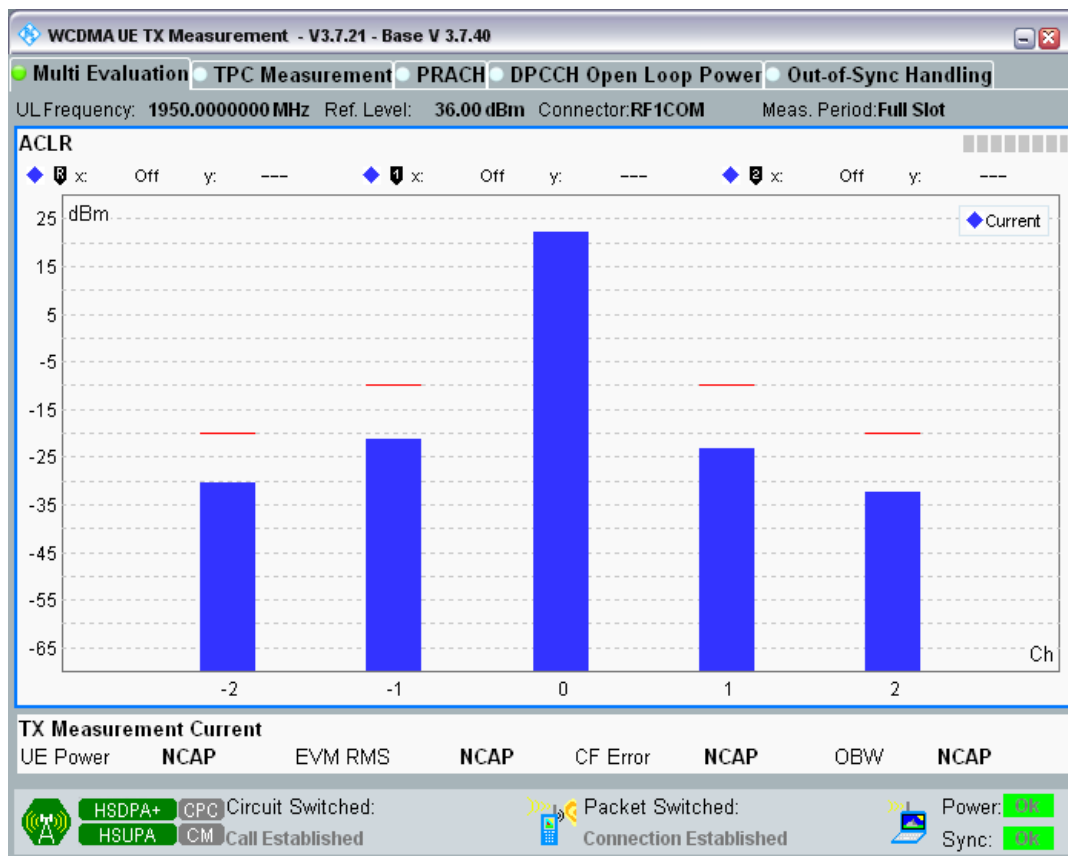 WCDMA UE TX Measurement - V3.7.21 - Base V 3.7.40
Multi Evaluation TPC Measurement PRACH DPCCH Open Loop Power Out-of-Sync Handling
UL Frequency: 1950.0000000 MHz Ref. Level: 36.00 dBm Connector:RF1COM Meas. Period:Full Slot
ACLR
R x: Off y: --- 1 x: Off y: --- 2 x: Off y: ---
dBm
Current
25
15
5
-5
-15
-25
-35
-45
-55
-65
Ch
-2 -1 0 1 2
TX Measurement Current
UE Power NCAP EVM RMS NCAP CF Error NCAP OBW NCAP
HSDPA+ CPC Circuit Switched: Packet Switched: Power: OK
HSUPA CM Call Established Connection Established Sync: OK